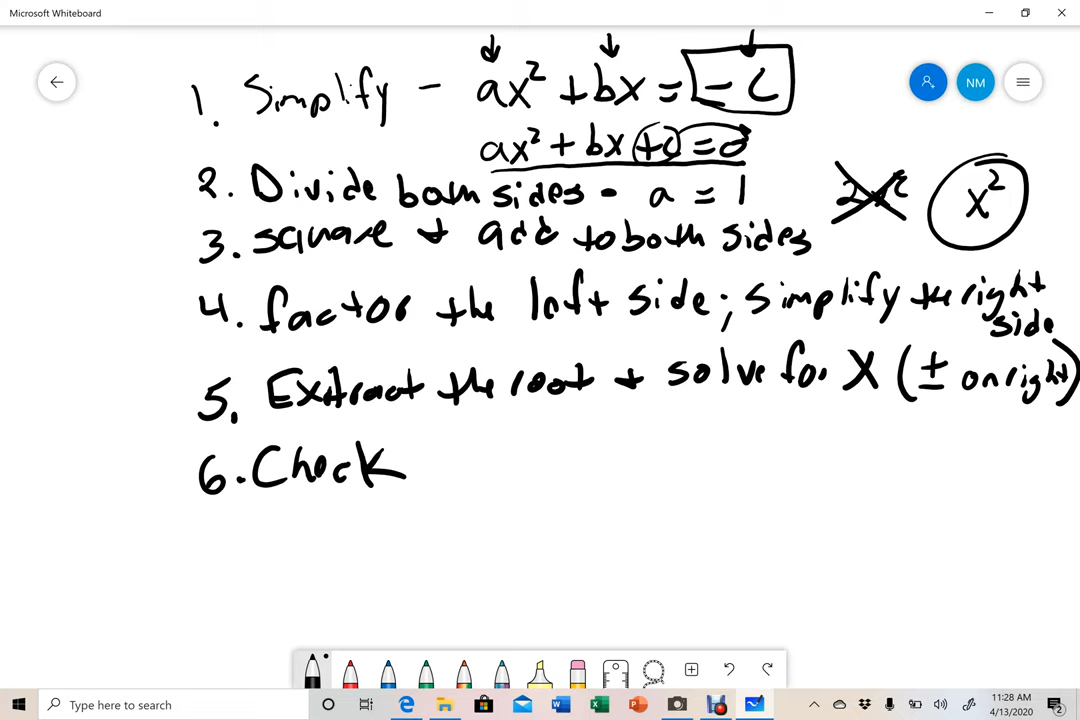 Microsoft Whiteboard
NM
1. Simplify - ax² + bx = - c
ax² + bx + c = 0
2. Divide both sides - a = 1
x²
3. square + add to both sides
4. factor the left side; simplify the right side
5. Extract the root + solve for X (± on right)
6. Check
Type here to search
11:28 AM
4/13/2020
2